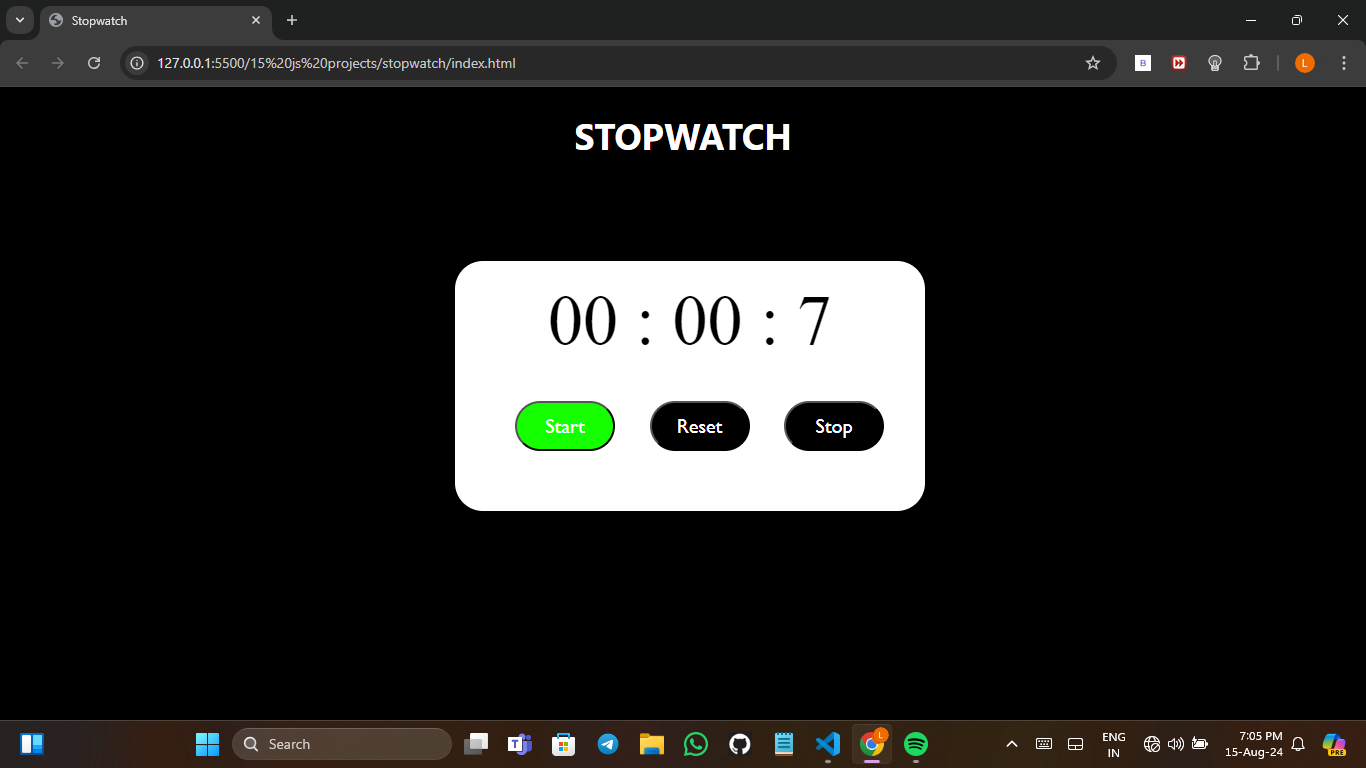 Stopwatch
127.0.0.1:5500/15%20js%20projects/stopwatch/index.html
B
L
STOPWATCH
00 : 00 : 7
Start
Reset
Stop
Search
T
L
ENG
IN
7:05 PM
15-Aug-24
PRE